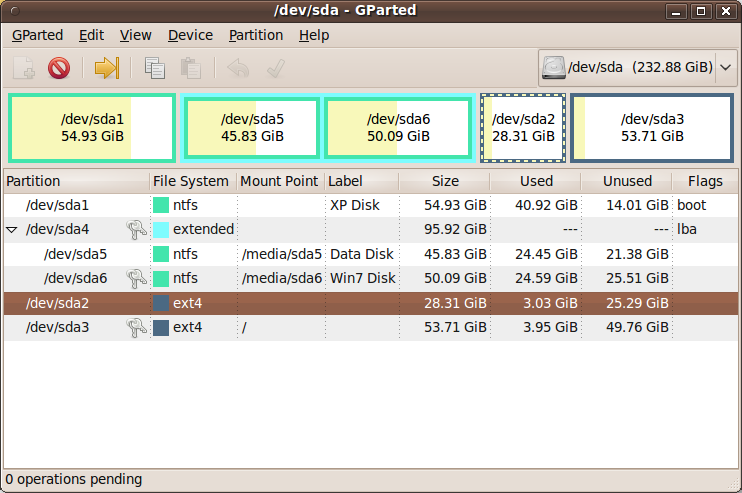 /dev/sda - GParted
GParted Edit View Device Partition Help
/dev/sda (232.88 GiB)
/dev/sda1 /dev/sda5 /dev/sda6 /dev/sda2 /dev/sda3
54.93 GiB 45.83 GiB 50.09 GiB 28.31 GiB 53.71 GiB
Partition File System Mount Point Label Size Used Unused Flags
/dev/sda1 ntfs XP Disk 54.93 GiB 40.92 GiB 14.01 GiB boot
/dev/sda4 extended 95.92 GiB --- --- lba
/dev/sda5 ntfs /media/sda5 Data Disk 45.83 GiB 24.45 GiB 21.38 GiB
/dev/sda6 ntfs /media/sda6 Win7 Disk 50.09 GiB 24.59 GiB 25.51 GiB
/dev/sda2 ext4 28.31 GiB 3.03 GiB 25.29 GiB
/dev/sda3 ext4 / 53.71 GiB 3.95 GiB 49.76 GiB
0 operations pending